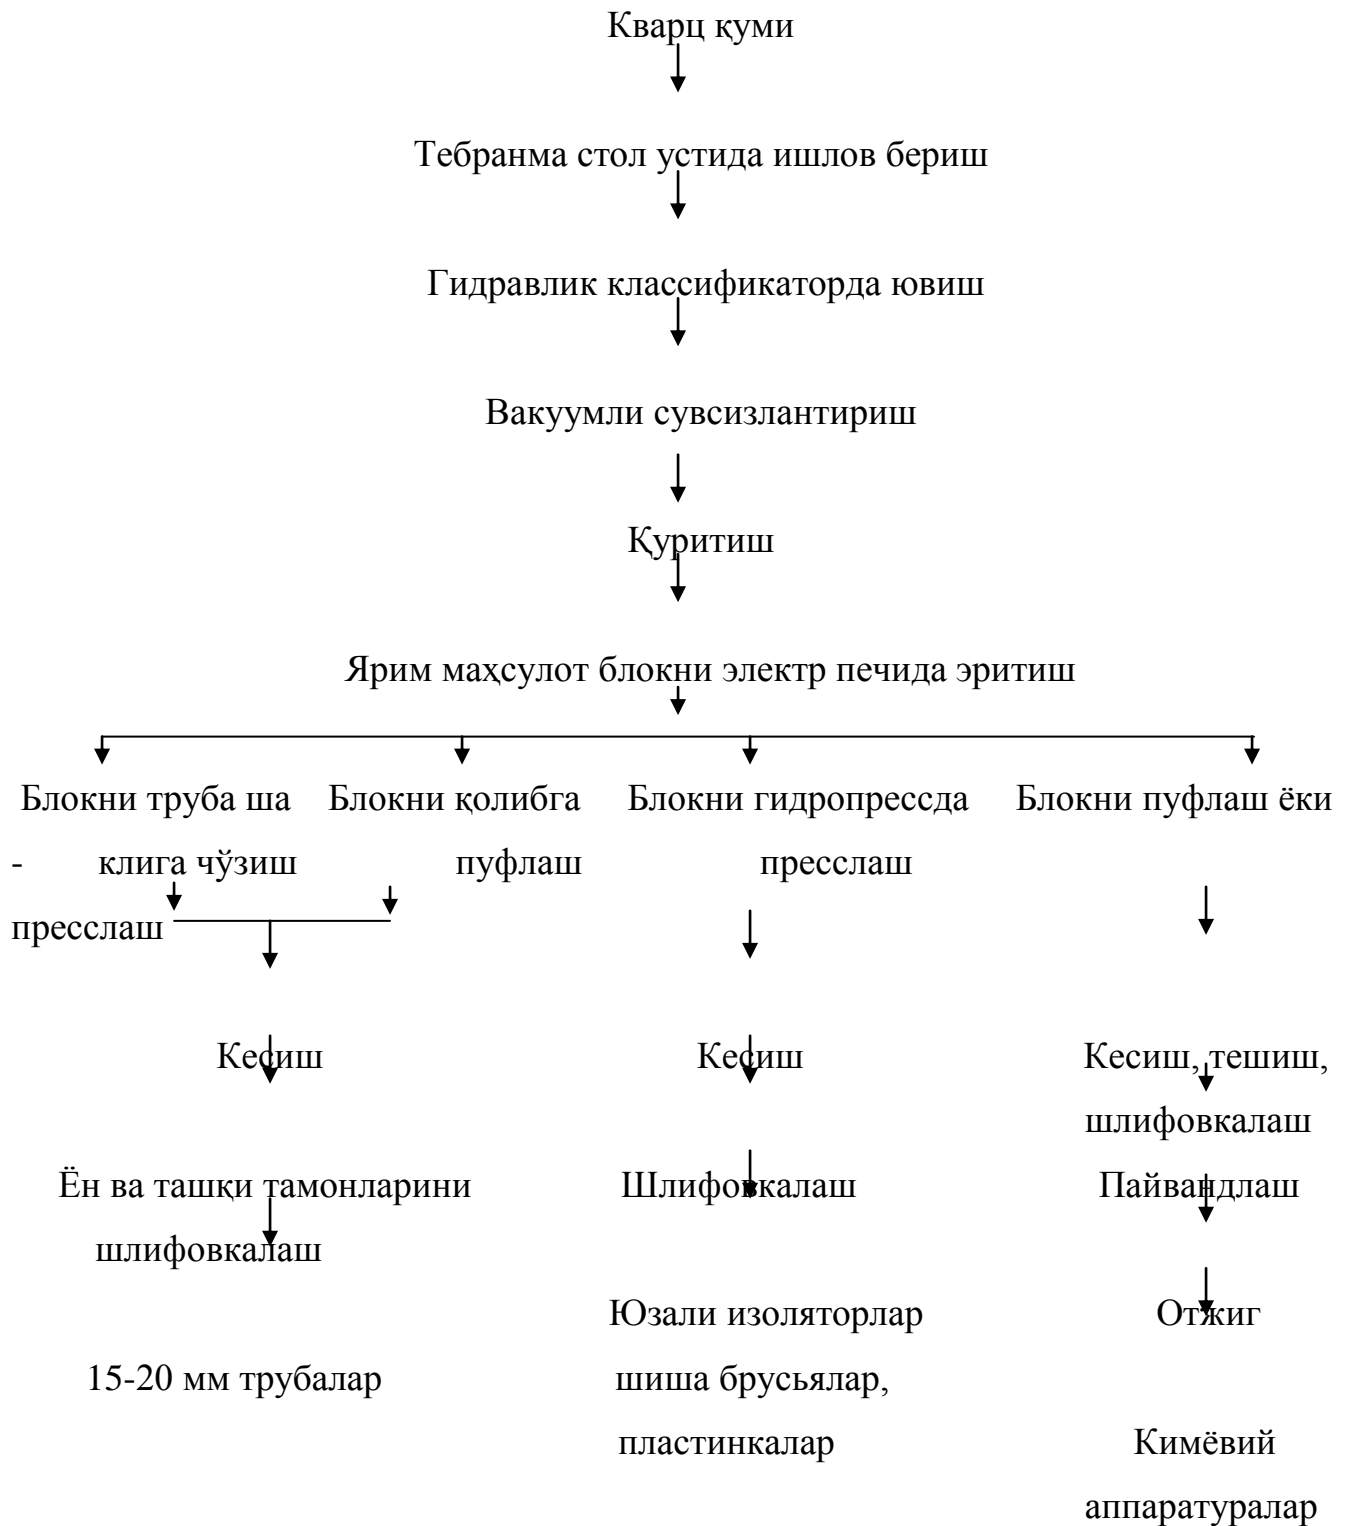 Кварц қуми
Тебранма стол устида ишлов бериш
Гидравлик классификаторда ювиш
Вакуумли сувсизлантириш
Қуритиш
Ярим маҳсулот блокни электр печида эритиш
Блокни труба ша Блокни қолибга Блокни гидропрессда Блокни пуфлаш ёки
- клига чўзиш пуфлаш пресслаш
пресслаш
Кесиш Кесиш Кесиш, тешиш,
шлифовкалаш
Ён ва ташқи тамонларини Шлифовкалаш Пайвандлаш
шлифовкалаш
Юзали изоляторлар Отжиг
15-20 мм трубалар шиша брусьялар,
пластинкалар Кимёвий
аппаратуралар